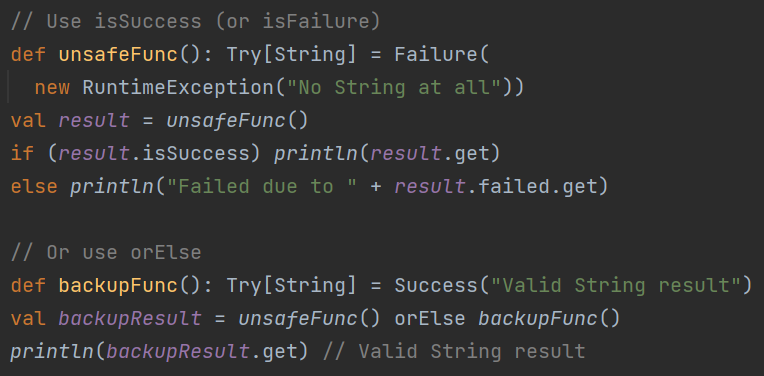 // Use isSuccess (or isFailure)
def unsafeFunc(): Try[String] = Failure(
  new RuntimeException("No String at all"))
val result = unsafeFunc()
if (result.isSuccess) println(result.get)
else println("Failed due to " + result.failed.get)

// Or use orElse
def backupFunc(): Try[String] = Success("Valid String result")
val backupResult = unsafeFunc() orElse backupFunc()
println(backupResult.get) // Valid String result